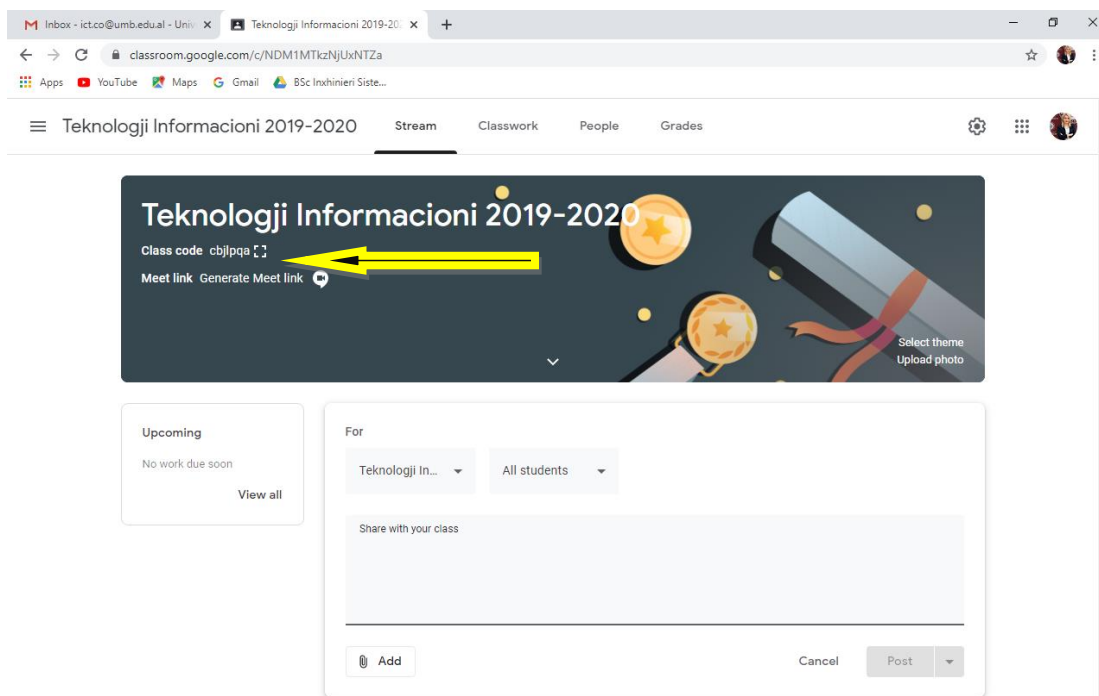 Inbox - ict.co@umb.edu.al - Univ
Teknologji Informacioni 2019-20
classroom.google.com/c/NDM1MTkzNjUxNTZa
Apps YouTube Maps Gmail BSc Inxhinieri Siste...
Teknologji Informacioni 2019-2020 Stream Classwork People Grades
Teknologji Informacioni 2019-2020
Class code cbjlpqa
Meet link Generate Meet link
Select theme
Upload photo
Upcoming
No work due soon
View all
For
Teknologji In... All students
Share with your class
Add Cancel Post